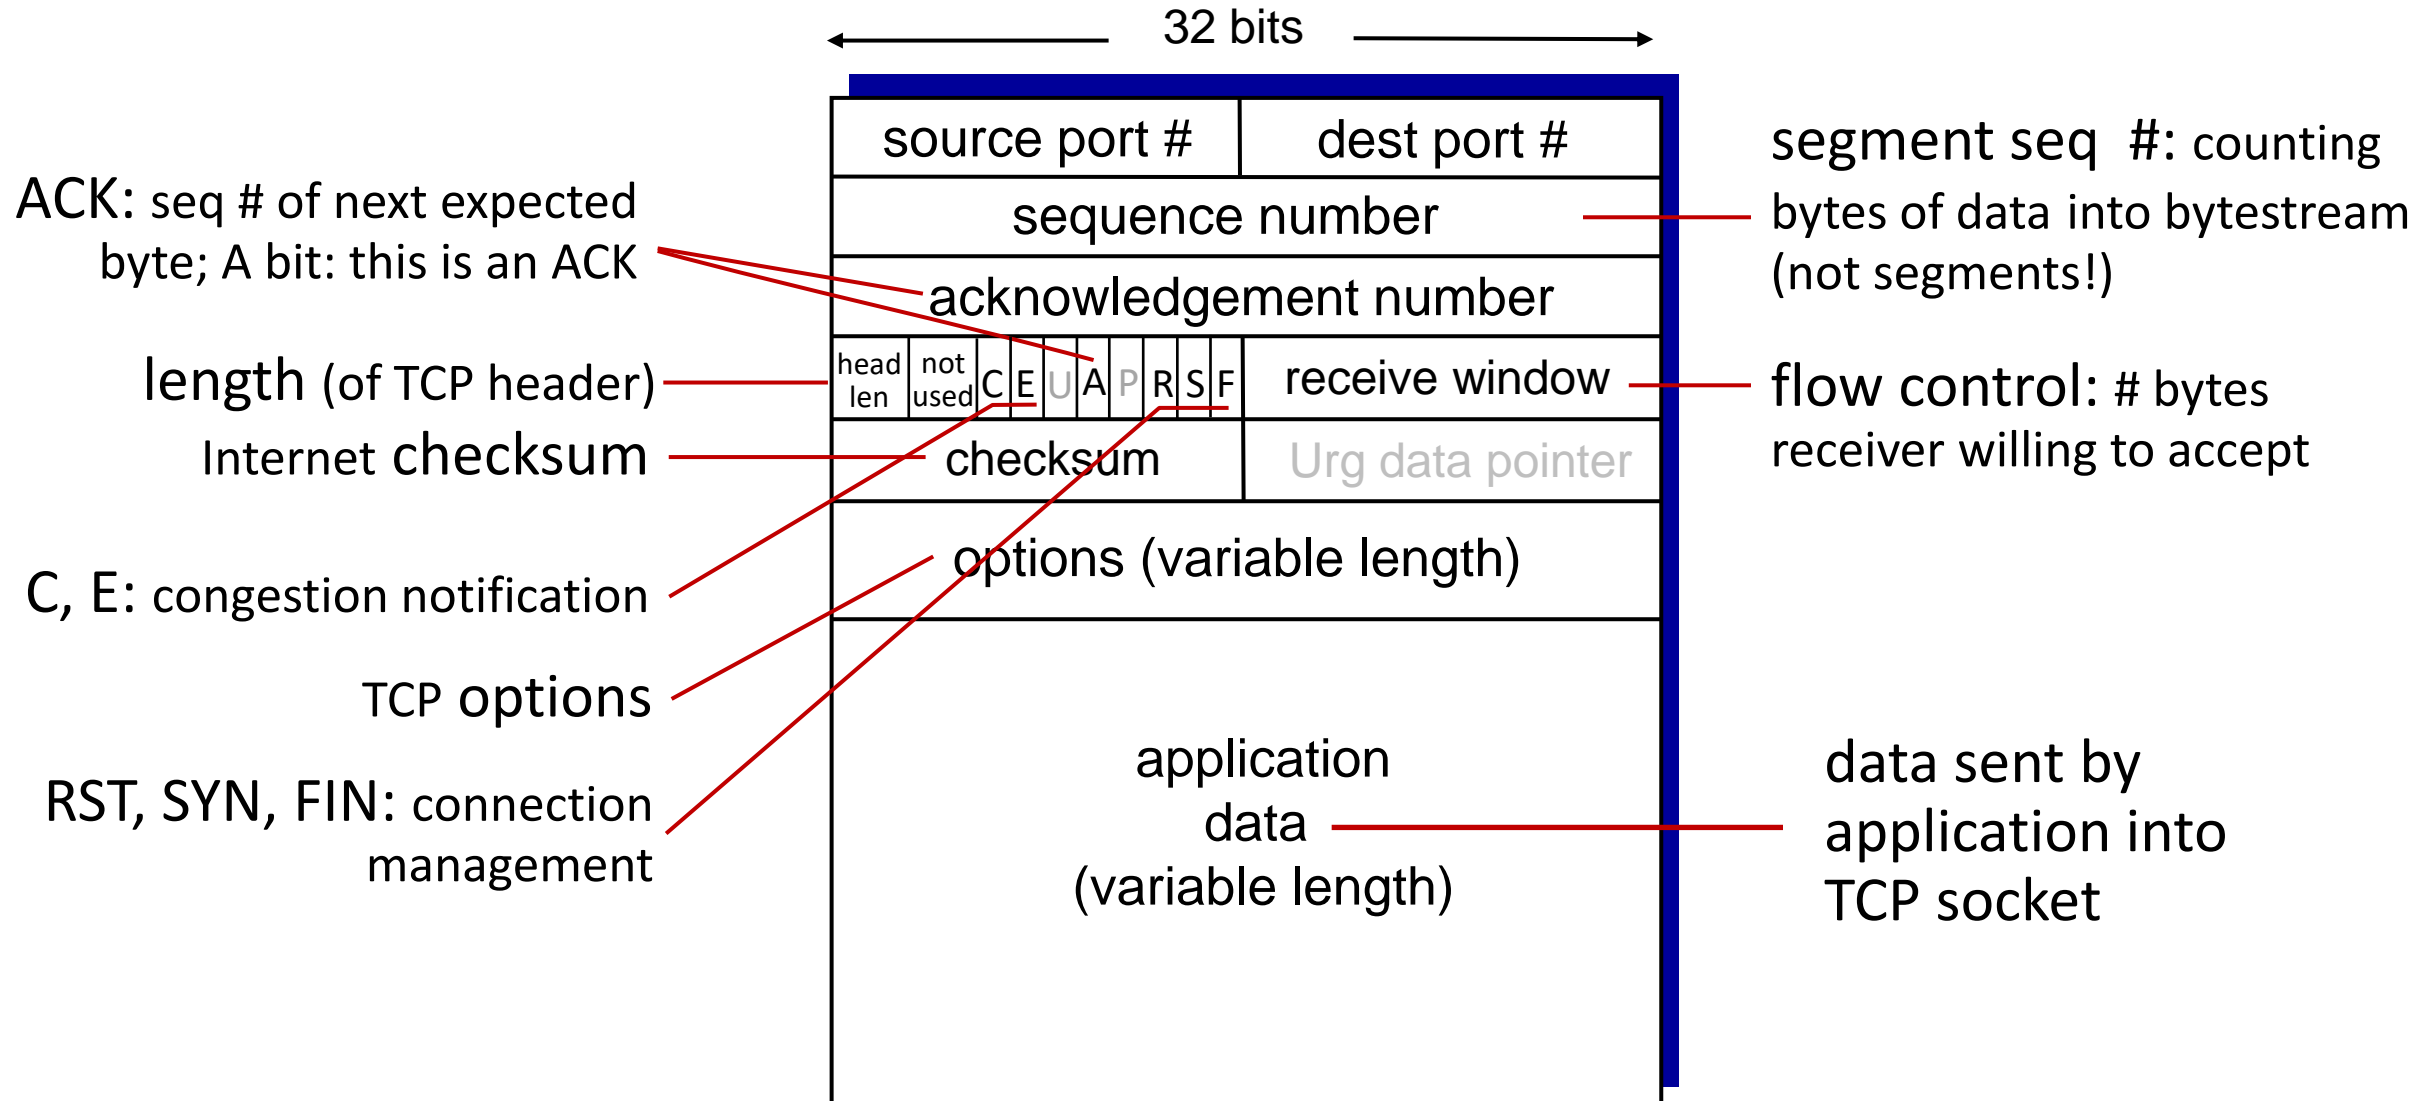 32 bits
source port # dest port #
sequence number
acknowledgement number
head len not used C E U A P R S F receive window
checksum Urg data pointer
options (variable length)
application
data
(variable length)
ACK: seq # of next expected
byte; A bit: this is an ACK
length (of TCP header)
Internet checksum
C, E: congestion notification
TCP options
RST, SYN, FIN: connection
management
segment seq #: counting
bytes of data into bytestream
(not segments!)
flow control: # bytes
receiver willing to accept
data sent by
application into
TCP socket